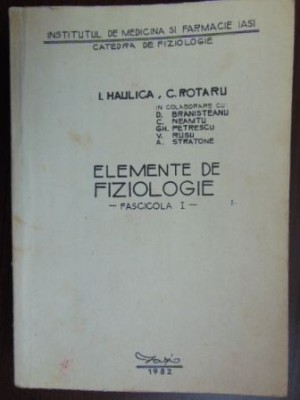 INSTITUTUL DE MEDICINA SI FARMACIE IASI
CATEDRA DE FIZIOLOGIE
I. HAULICA, C. ROTARU
IN COLABORARE CU:
D. BRANISTEANU
C. NEAMTU
GH. PETRESCU
V. RUSU
A. STRATONE
ELEMENTE DE
FIZIOLOGIE
— FASCICOLA I —
Iași
1982